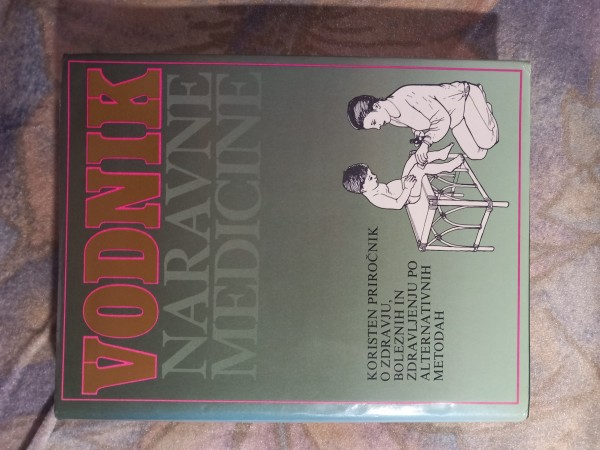 VODNIK
NARAVNE
MEDICINE
KORISTEN PRIROČNIK
O ZDRAVJU,
BOLEZNIH IN
ZDRAVLJENJU PO
ALTERNATIVNIH
METODAH